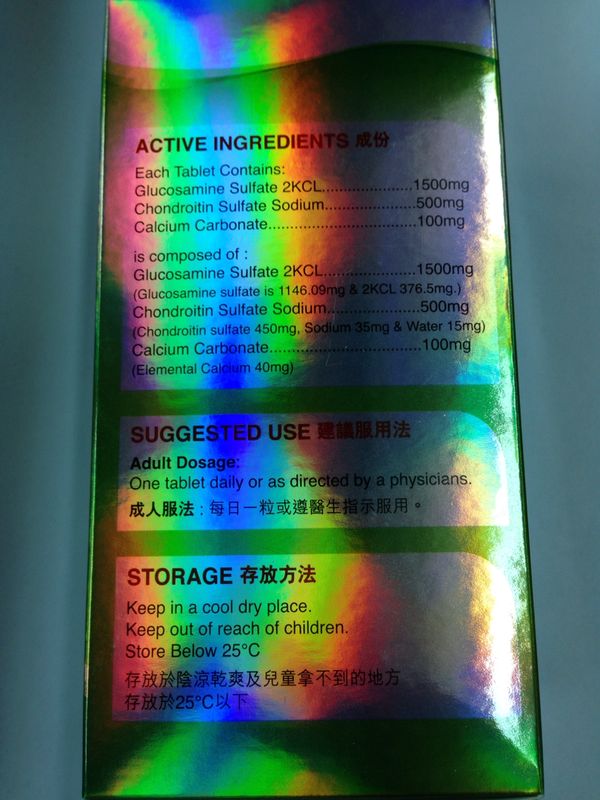 ACTIVE INGREDIENTS 成份
Each Tablet Contains:
Glucosamine Sulfate 2KCL.....................1500mg
Chondroitin Sulfate Sodium..................500mg
Calcium Carbonate..............................100mg
is composed of :
Glucosamine Sulfate 2KCL.....................1500mg
(Glucosamine sulfate is 1146.09mg & 2KCL 376.5mg.)
Chondroitin Sulfate Sodium...................500mg
(Chondroitin sulfate 450mg, Sodium 35mg & Water 15mg)
Calcium Carbonate...............................100mg
(Elemental Calcium 40mg)
SUGGESTED USE 建議服用法
Adult Dosage:
One tablet daily or as directed by a physicians.
成人服法 : 每日一粒或遵醫生指示服用。
STORAGE 存放方法
Keep in a cool dry place.
Keep out of reach of children.
Store Below 25°C
存放於陰涼乾爽及兒童拿不到的地方
存放於25°C以下